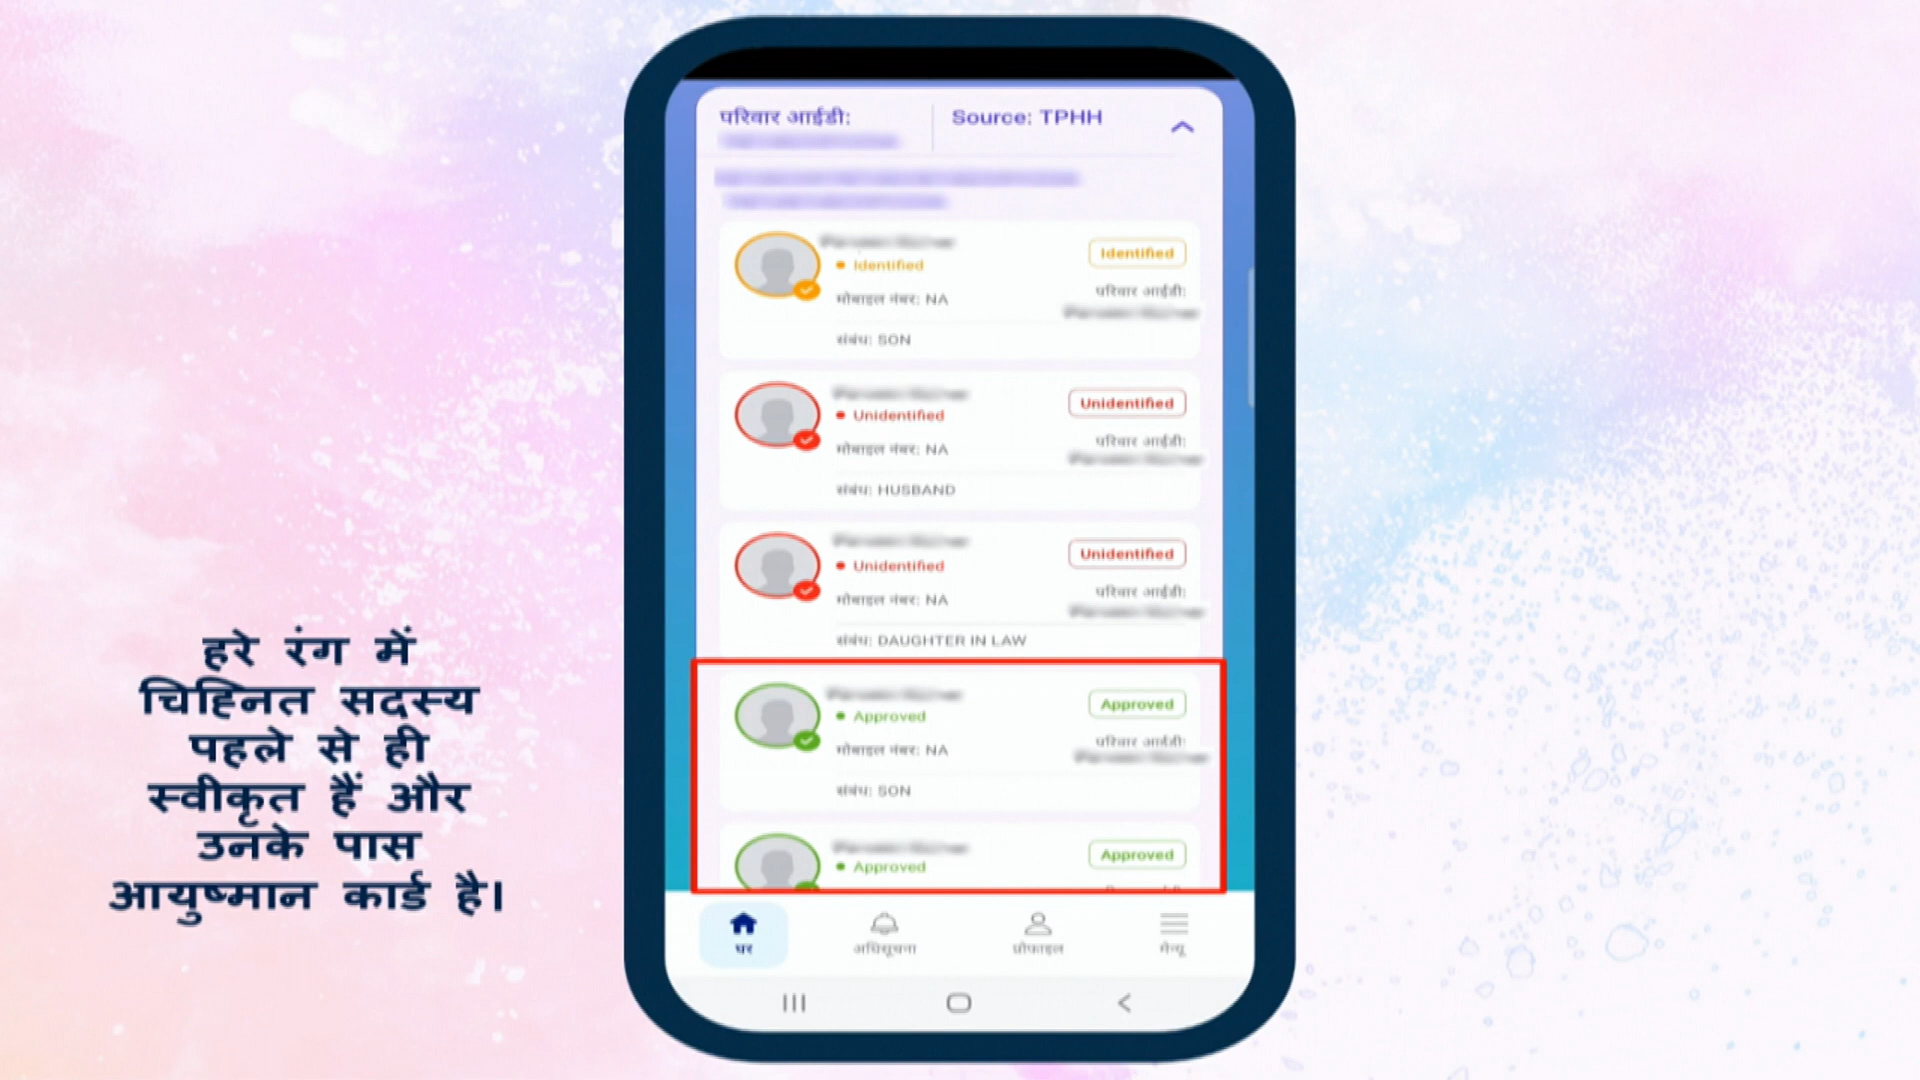 हरे रंग में
चिह्नित सदस्य
पहले से ही
स्वीकृत हैं और
उनके पास
आयुष्मान कार्ड है।
परिवार आईडी:
Source: TPHH
Identified
Identified
मोबाइल नंबर: NA
परिवार आईडी:
संबंध: SON
Unidentified
Unidentified
मोबाइल नंबर: NA
परिवार आईडी:
संबंध: HUSBAND
Unidentified
Unidentified
मोबाइल नंबर: NA
परिवार आईडी:
संबंध: DAUGHTER IN LAW
Approved
Approved
मोबाइल नंबर: NA
परिवार आईडी:
संबंध: SON
Approved
Approved
घर
अधिसूचना
प्रोफाइल
मेन्यू